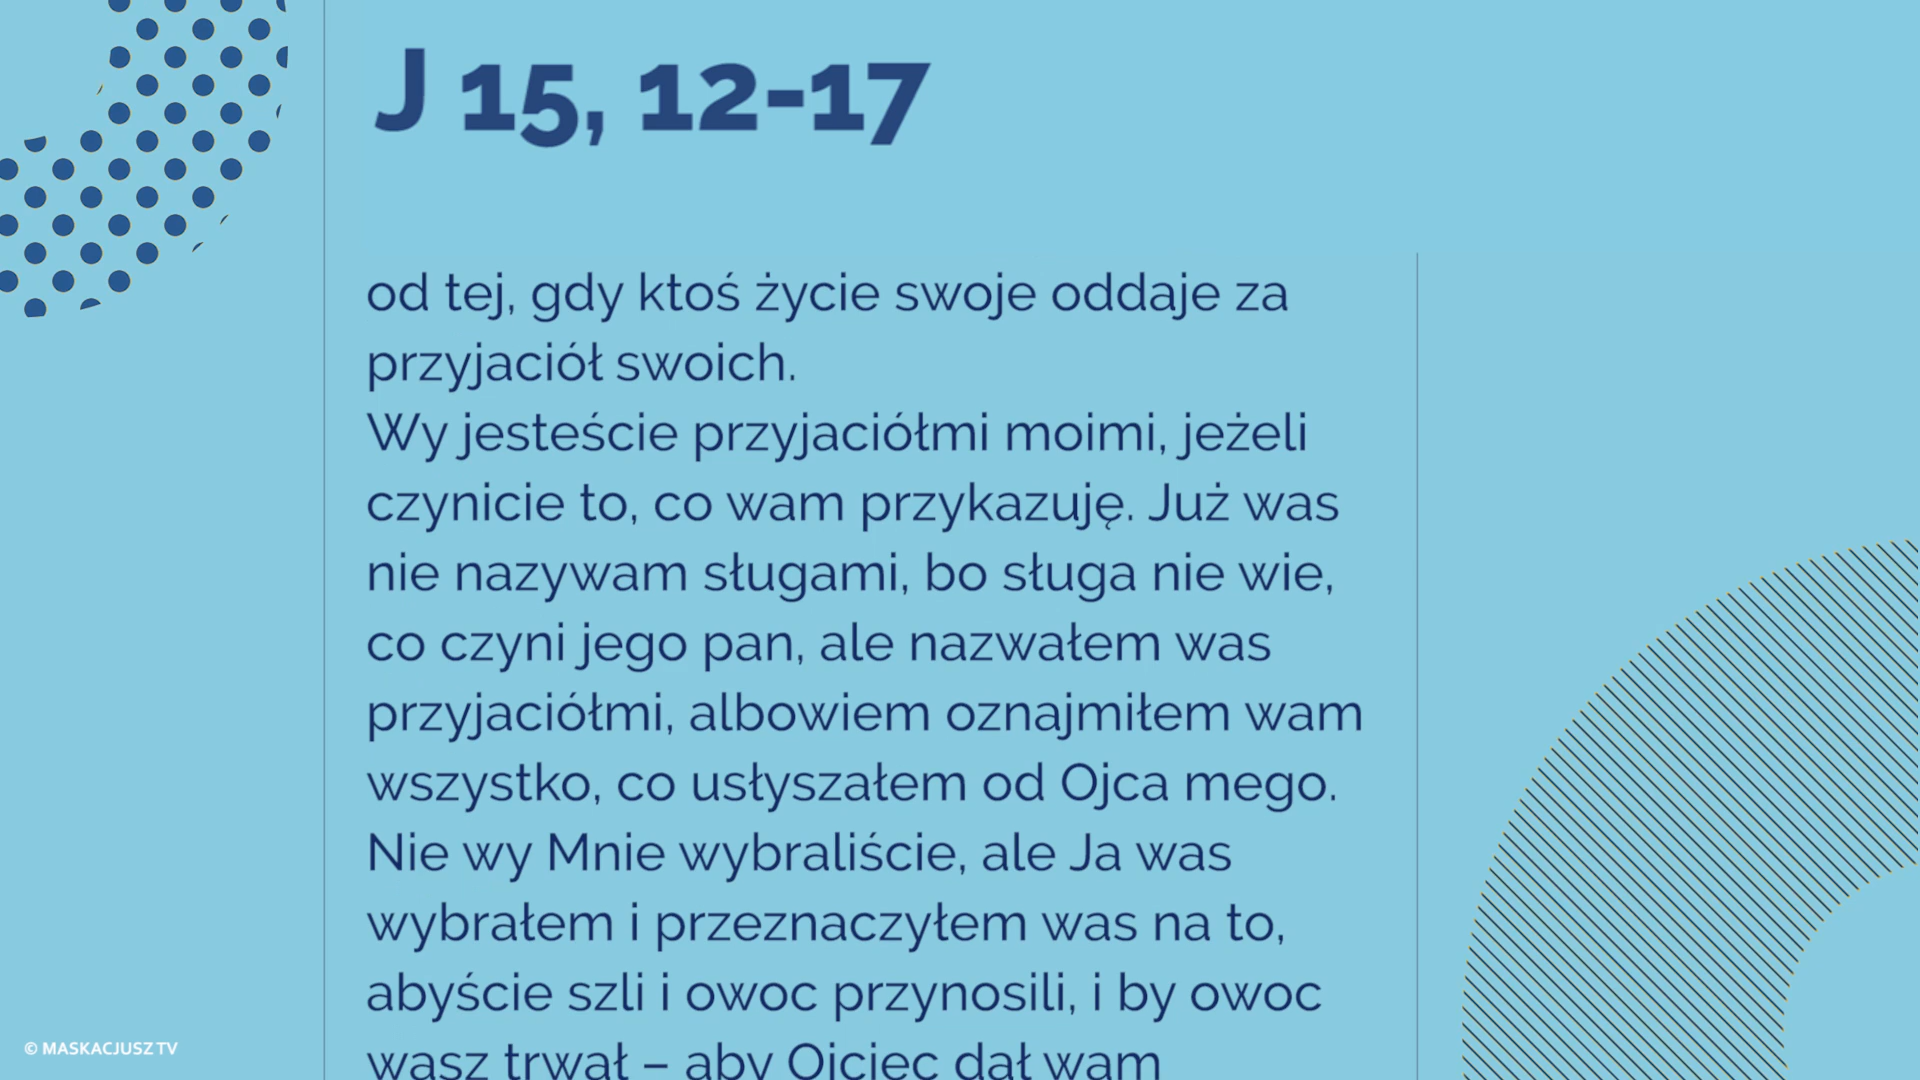 J 15, 12-17
od tej, gdy ktoś życie swoje oddaje za
przyjaciół swoich.
Wy jesteście przyjaciółmi moimi, jeżeli
czynicie to, co wam przykazuję. Już was
nie nazywam sługami, bo sługa nie wie,
co czyni jego pan, ale nazwałem was
przyjaciółmi, albowiem oznajmiłem wam
wszystko, co usłyszałem od Ojca mego.
Nie wy Mnie wybraliście, ale Ja was
wybrałem i przeznaczyłem was na to,
abyście szli i owoc przynosili, i by owoc
wasz trwał – aby Ojciec dał wam
© MASKACJUSZ TV